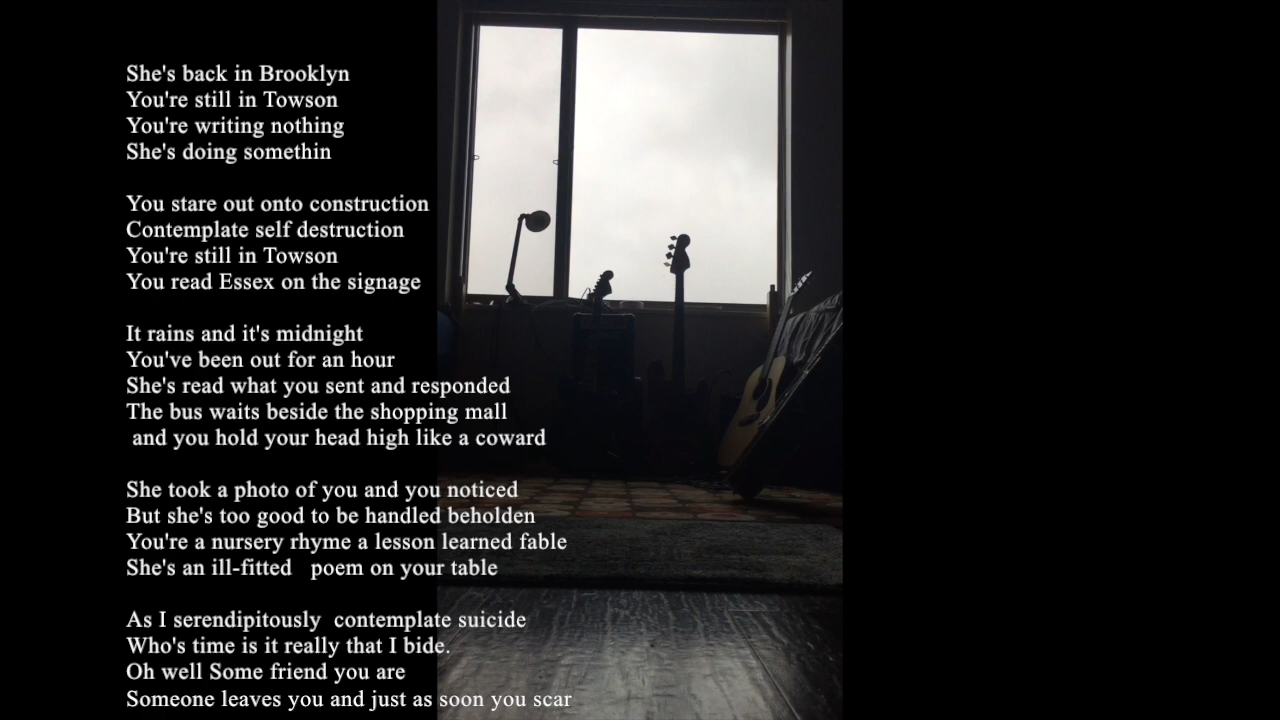 She's back in Brooklyn
You're still in Towson
You're writing nothing
She's doing somethin
You stare out onto construction
Contemplate self destruction
You're still in Towson
You read Essex on the signage
It rains and it's midnight
You've been out for an hour
She's read what you sent and responded
The bus waits beside the shopping mall
and you hold your head high like a coward
She took a photo of you and you noticed
But she's too good to be handled beholden
You're a nursery rhyme a lesson learned fable
She's an ill-fitted poem on your table
As I serendipitously contemplate suicide
Who's time is it really that I bide.
Oh well Some friend you are
Someone leaves you and just as soon you scar